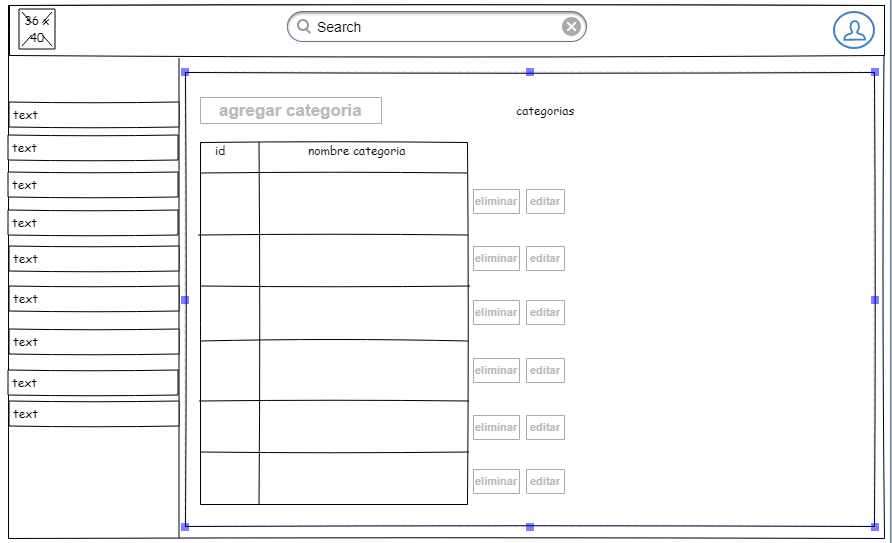 36 x
40
Search
text
text
text
text
text
text
text
text
text
agregar categoria
categorias
id nombre categoria
eliminar editar
eliminar editar
eliminar editar
eliminar editar
eliminar editar
eliminar editar